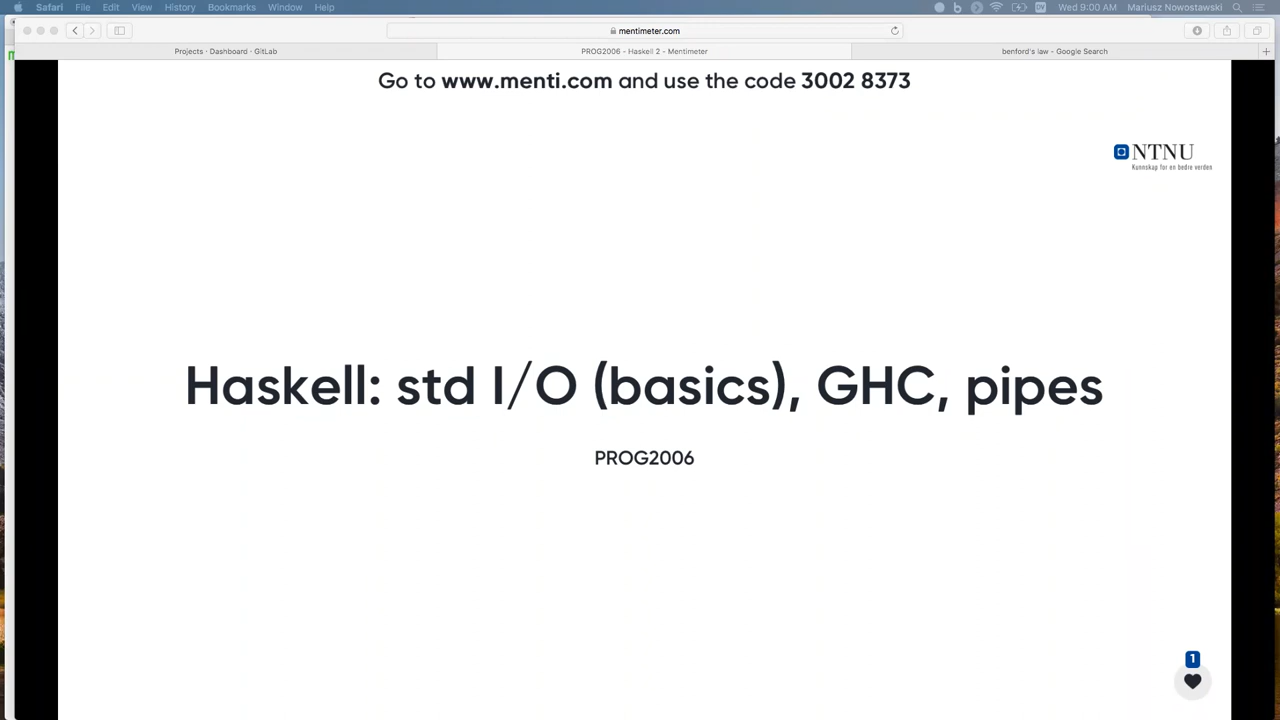 Safari File Edit View History Bookmarks Window Help Wed 9:00 AM Mariusz Nowostawski
mentimeter.com
Projects · Dashboard · GitLab
PROG2006 - Haskell 2 - Mentimeter
benford's law - Google Search
Go to www.menti.com and use the code 3002 8373
NTNU
Kunnskap for en bedre verden
Haskell: std I/O (basics), GHC, pipes
PROG2006
1